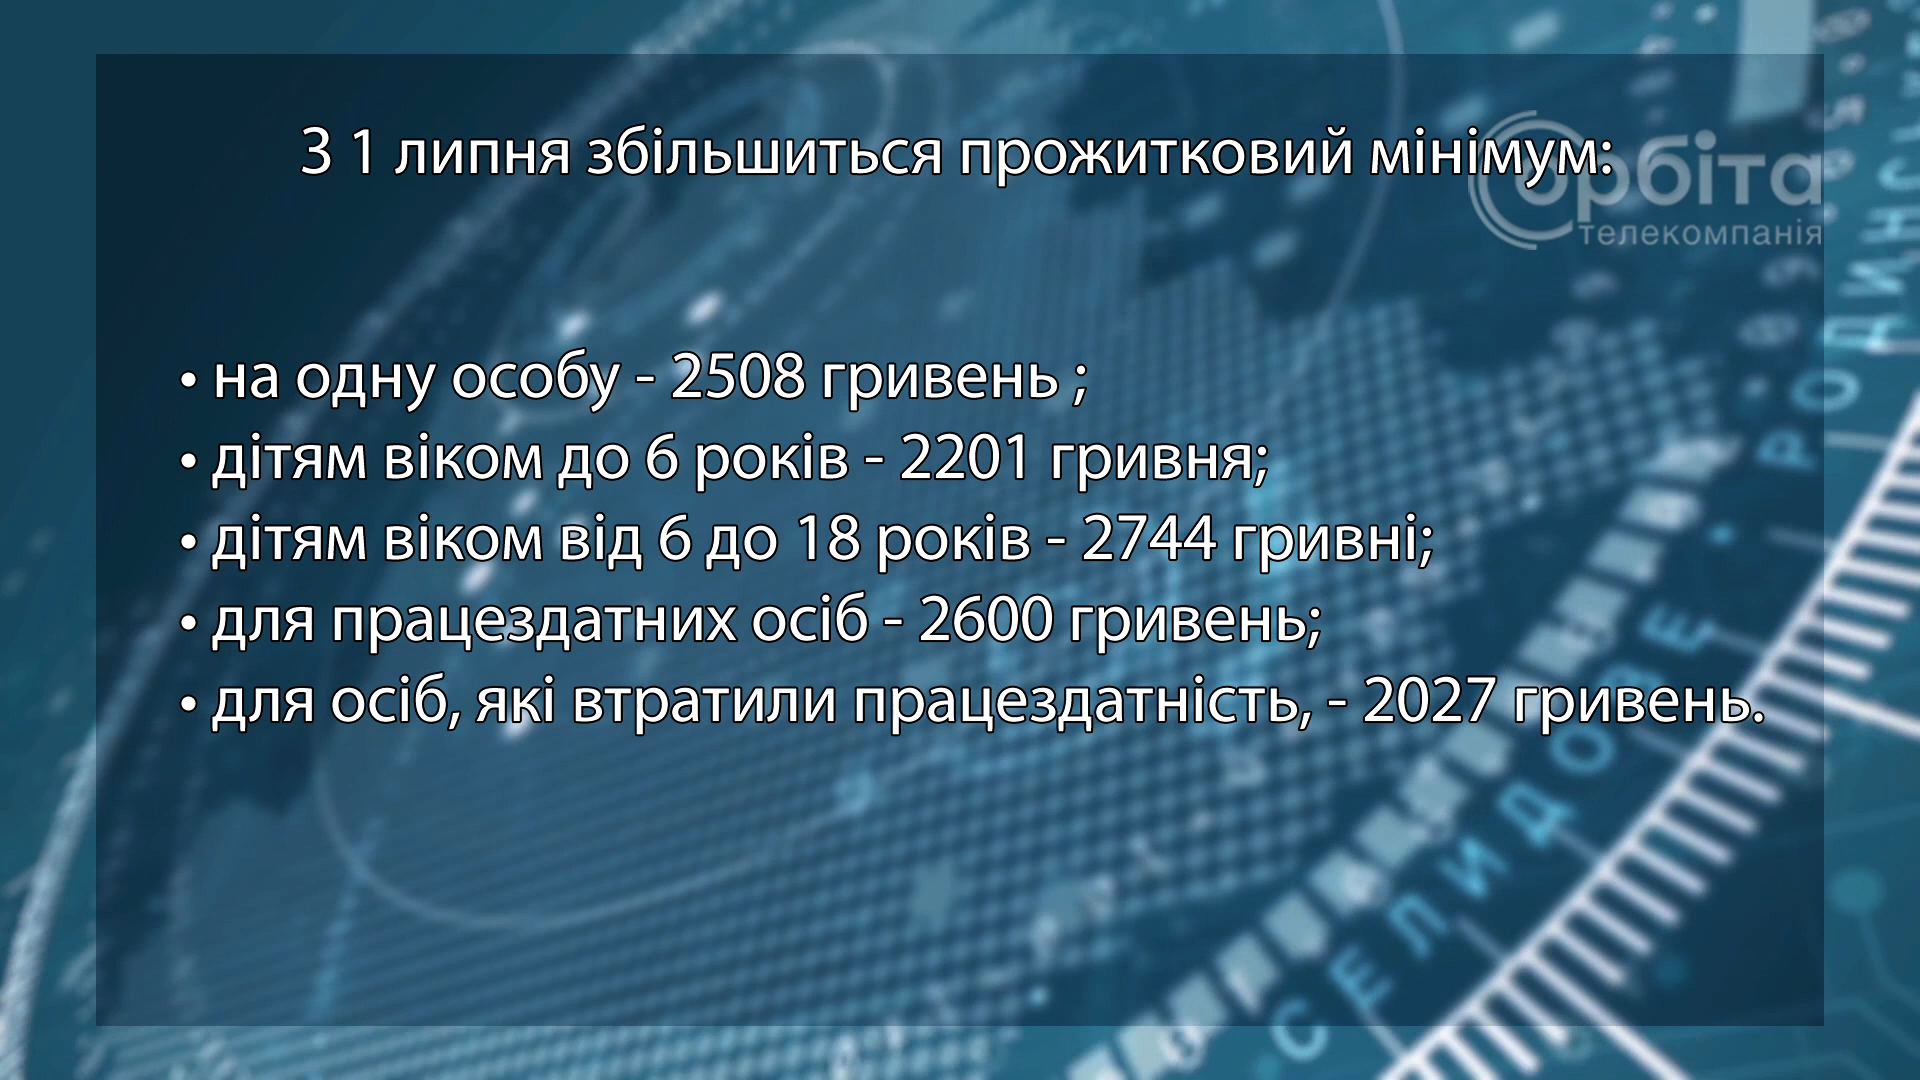 З 1 липня збільшиться прожитковий мінімум:
орбіта
телекомпанія
• на одну особу - 2508 гривень ;
• дітям віком до 6 років - 2201 гривня;
• дітям віком від 6 до 18 років - 2744 гривні;
• для працездатних осіб - 2600 гривень;
• для осіб, які втратили працездатність, - 2027 гривень.
СЕЛИДОВЕ